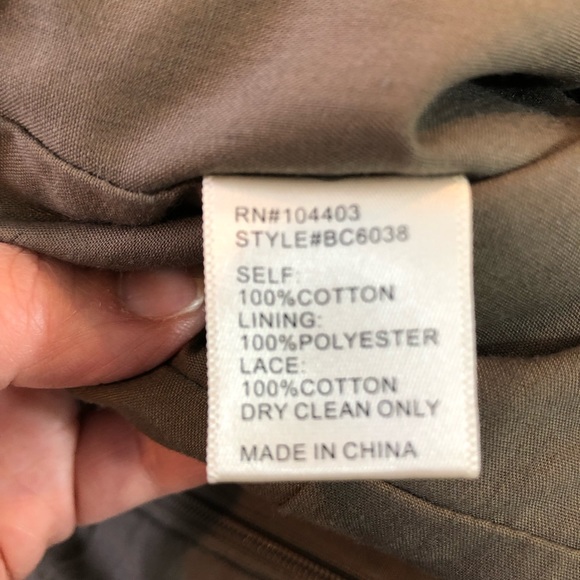 RN#104403
STYLE#BC6038
SELF:
100%COTTON
LINING:
100%POLYESTER
LACE:
100%COTTON
DRY CLEAN ONLY
MADE IN CHINA